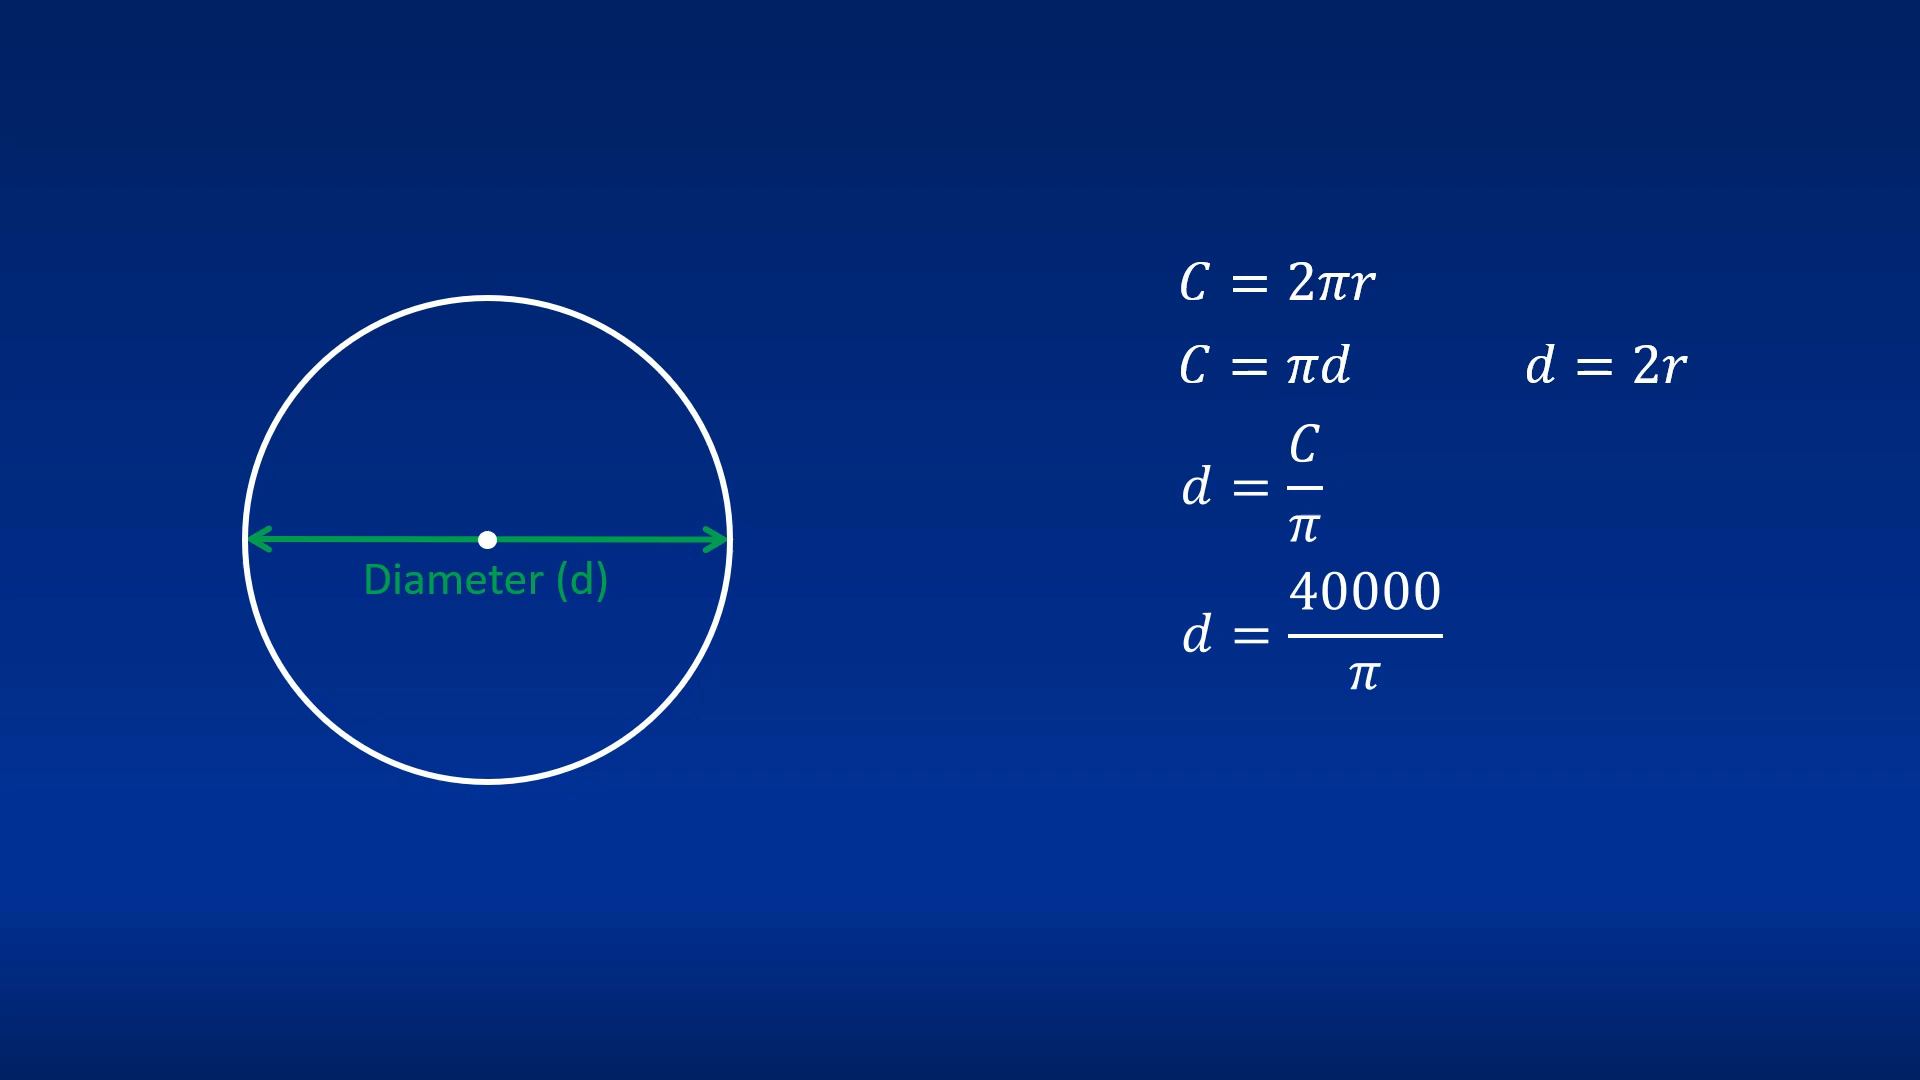 Diameter (d)
C = 2πr
C = πd
d = 2r
d = C/π
d = 40000/π